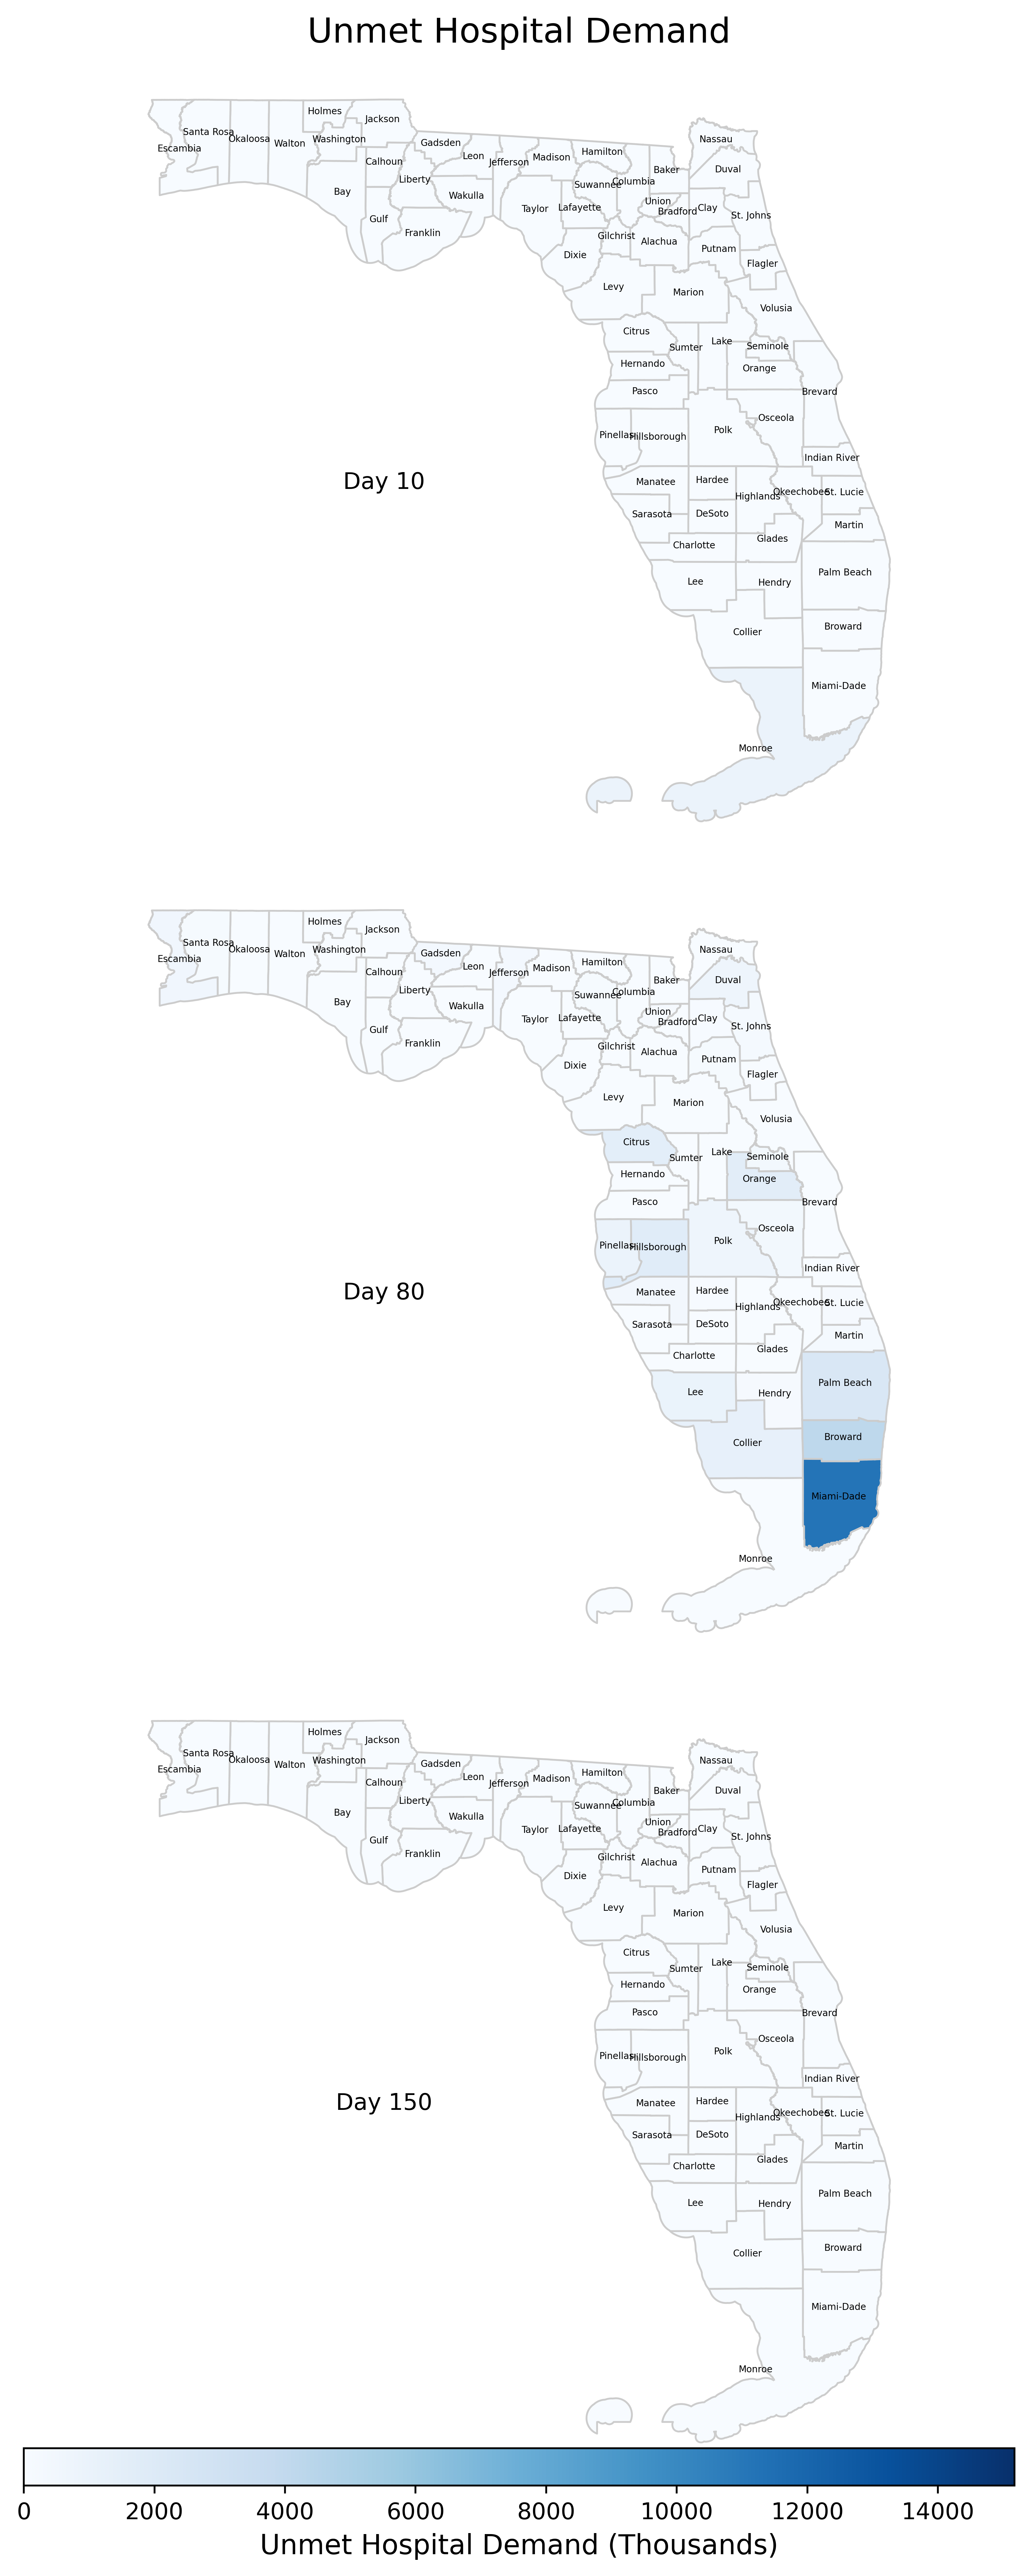 Unmet Hospital Demand
Holmes
Jackson
Santa Rosa
Okaloosa
Walton
Washington
Escambia
Gadsden
Leon
Jefferson
Madison
Hamilton
Nassau
Calhoun
Baker
Duval
Liberty
Suwannee
Columbia
Bay
Wakulla
Union
Taylor
Lafayette
Bradford
Clay
St. Johns
Gulf
Franklin
Gilchrist
Alachua
Putnam
Dixie
Flagler
Levy
Marion
Volusia
Citrus
Sumter
Lake
Seminole
Hernando
Orange
Pasco
Brevard
Osceola
Pinellas
Hillsborough
Polk
Indian River
Day 10
Manatee
Hardee
Highlands
Okeechobee
St. Lucie
Sarasota
DeSoto
Martin
Charlotte
Glades
Lee
Hendry
Palm Beach
Collier
Broward
Miami-Dade
Monroe
Holmes
Jackson
Santa Rosa
Okaloosa
Walton
Washington
Escambia
Gadsden
Leon
Jefferson
Madison
Hamilton
Nassau
Calhoun
Baker
Duval
Liberty
Suwannee
Columbia
Bay
Wakulla
Union
Taylor
Lafayette
Bradford
Clay
St. Johns
Gulf
Franklin
Gilchrist
Alachua
Putnam
Dixie
Flagler
Levy
Marion
Volusia
Citrus
Sumter
Lake
Seminole
Hernando
Orange
Pasco
Brevard
Osceola
Pinellas
Hillsborough
Polk
Indian River
Day 80
Manatee
Hardee
Highlands
Okeechobee
St. Lucie
Sarasota
DeSoto
Martin
Charlotte
Glades
Lee
Hendry
Palm Beach
Collier
Broward
Miami-Dade
Monroe
Holmes
Jackson
Santa Rosa
Okaloosa
Walton
Washington
Escambia
Gadsden
Leon
Jefferson
Madison
Hamilton
Nassau
Calhoun
Baker
Duval
Liberty
Suwannee
Columbia
Bay
Wakulla
Union
Taylor
Lafayette
Bradford
Clay
St. Johns
Gulf
Franklin
Gilchrist
Alachua
Putnam
Dixie
Flagler
Levy
Marion
Volusia
Citrus
Sumter
Lake
Seminole
Hernando
Orange
Pasco
Brevard
Osceola
Pinellas
Hillsborough
Polk
Indian River
Day 150
Manatee
Hardee
Highlands
Okeechobee
St. Lucie
Sarasota
DeSoto
Martin
Charlotte
Glades
Lee
Hendry
Palm Beach
Collier
Broward
Miami-Dade
Monroe
0 2000 4000 6000 8000 10000 12000 14000
Unmet Hospital Demand (Thousands)